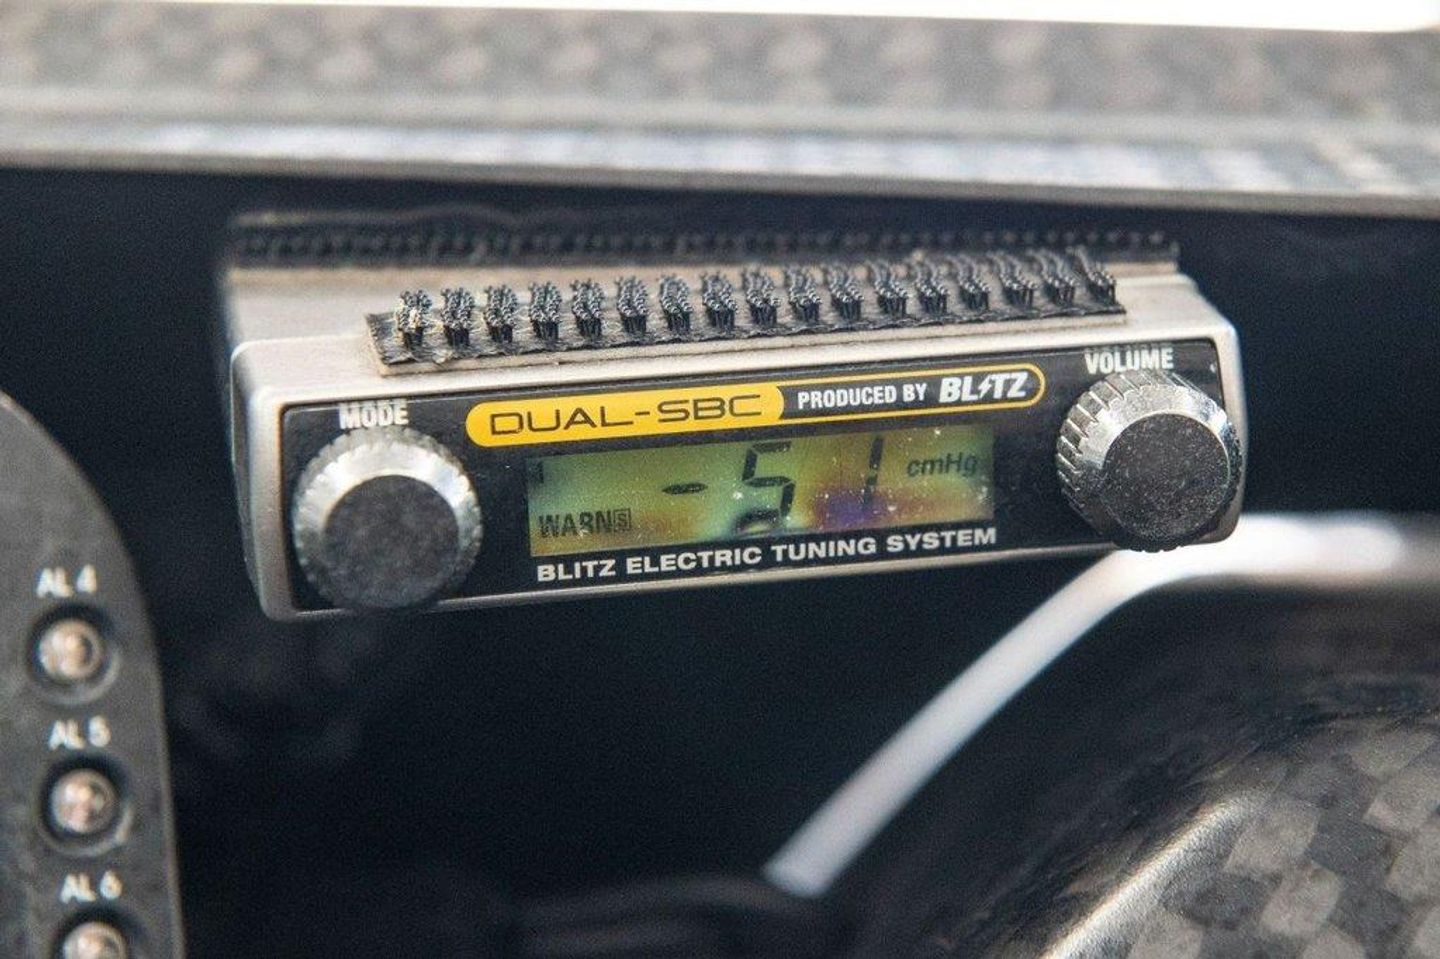 MODE
DUAL-SBC PRODUCED BY BLITZ
VOLUME
1
- 51 cmHg
WARN S
BLITZ ELECTRIC TUNING SYSTEM
AL 4
AL 5
AL 6